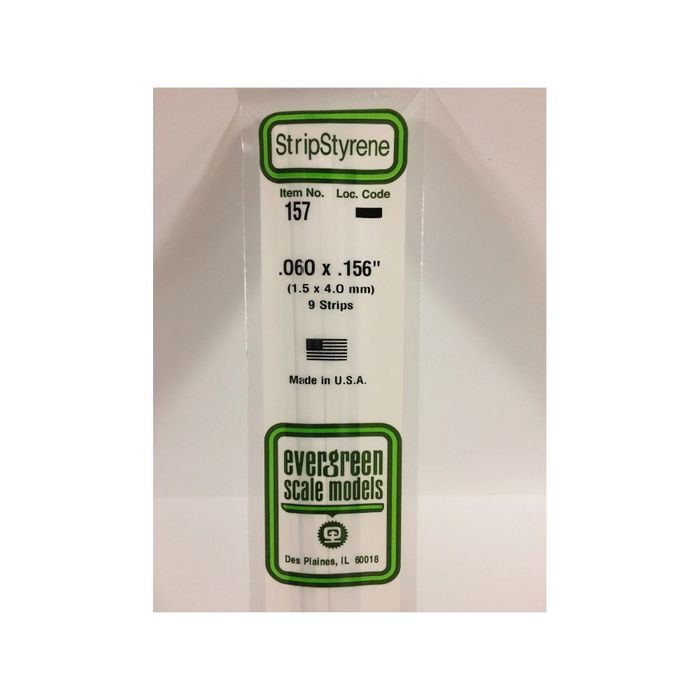 StripStyrene
Item No. Loc. Code
157
.060 x .156"
(1.5 x 4.0 mm)
9 Strips
Made in U.S.A.
evergreen
scale models
Des Plaines, IL 60018